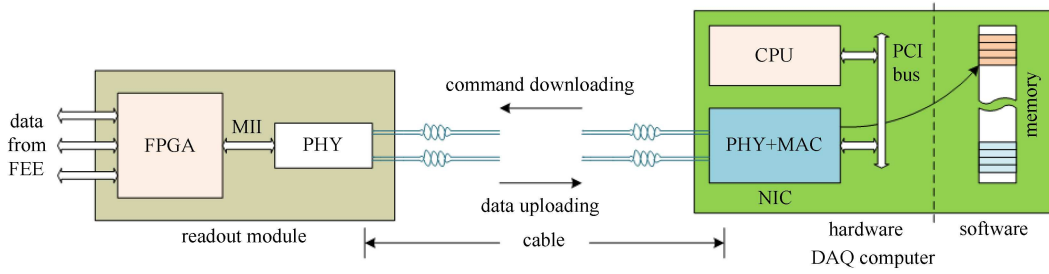 data
from
FEE
FPGA
MII
PHY
readout module
command downloading
data uploading
cable
CPU
PHY+MAC
NIC
PCI
bus
memory
hardware
software
DAQ computer